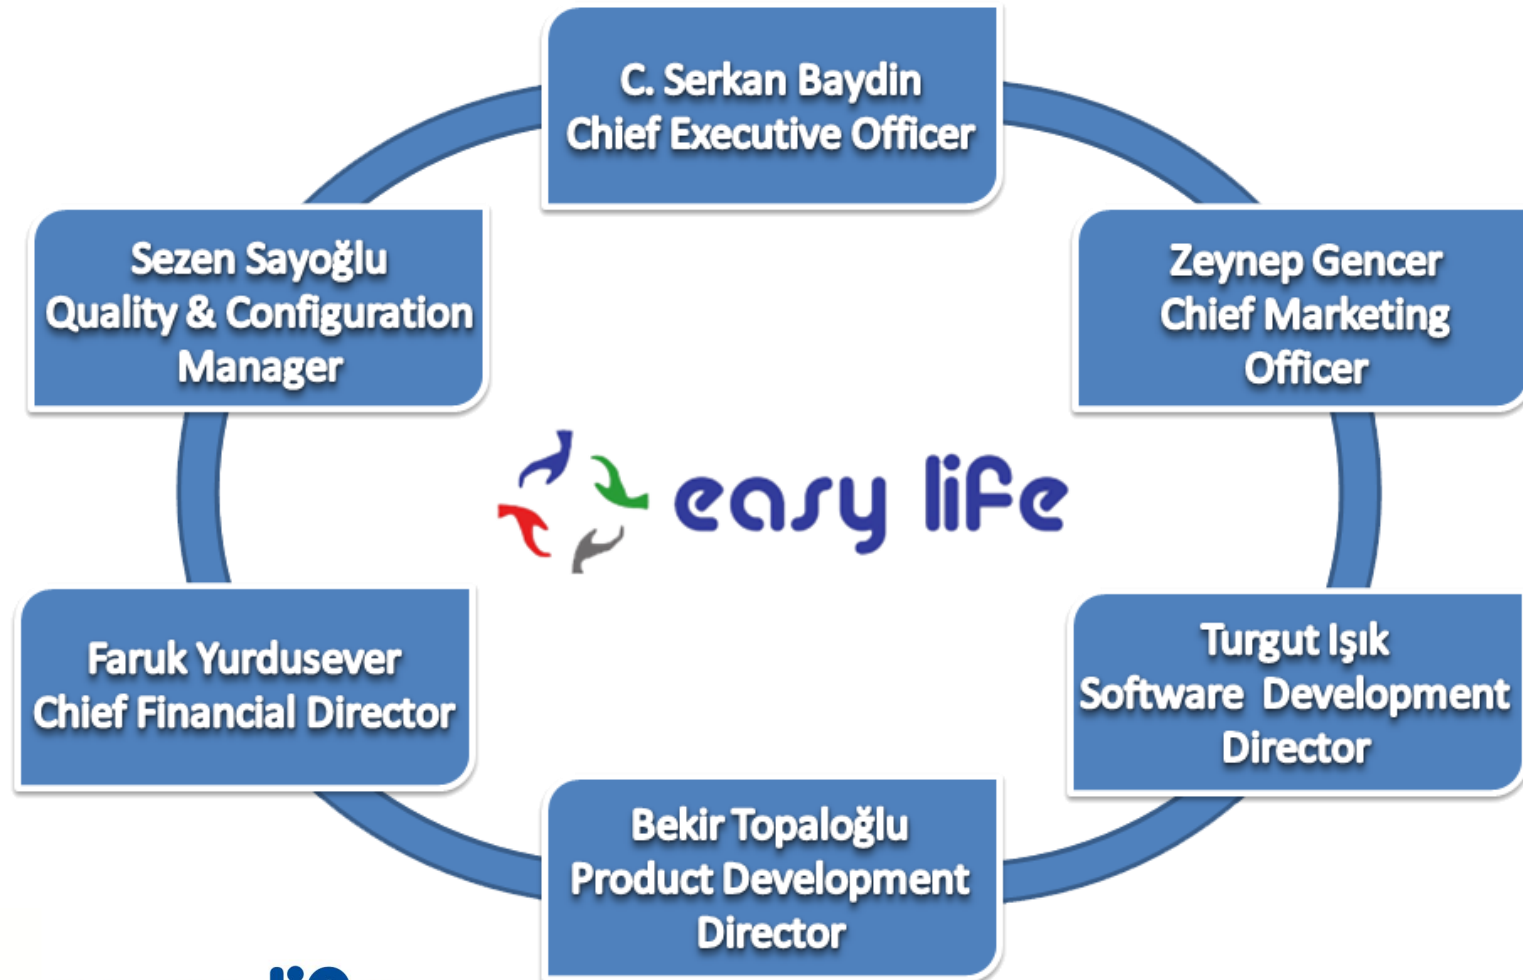 C. Serkan Baydin
Chief Executive Officer
Sezen Sayoğlu
Quality & Configuration
Manager
Zeynep Gencer
Chief Marketing
Officer
easy life
Faruk Yurdusever
Chief Financial Director
Turgut Işık
Software Development
Director
Bekir Topaloğlu
Product Development
Director